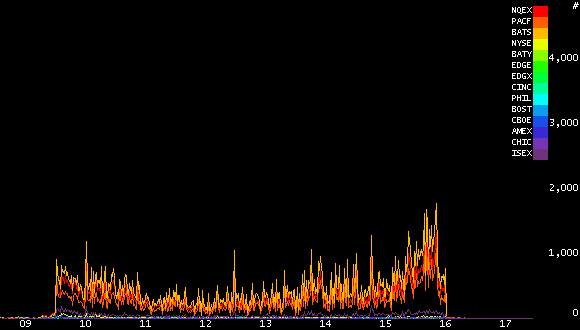 #
NQEX
PACF
BATS
NYSE
BATY
EDGE
EDGX
CINC
PHIL
BOST
CBOE
AMEX
CHIC
ISEX
4,000
3,000
2,000
1,000
0
09 10 11 12 13 14 15 16 17